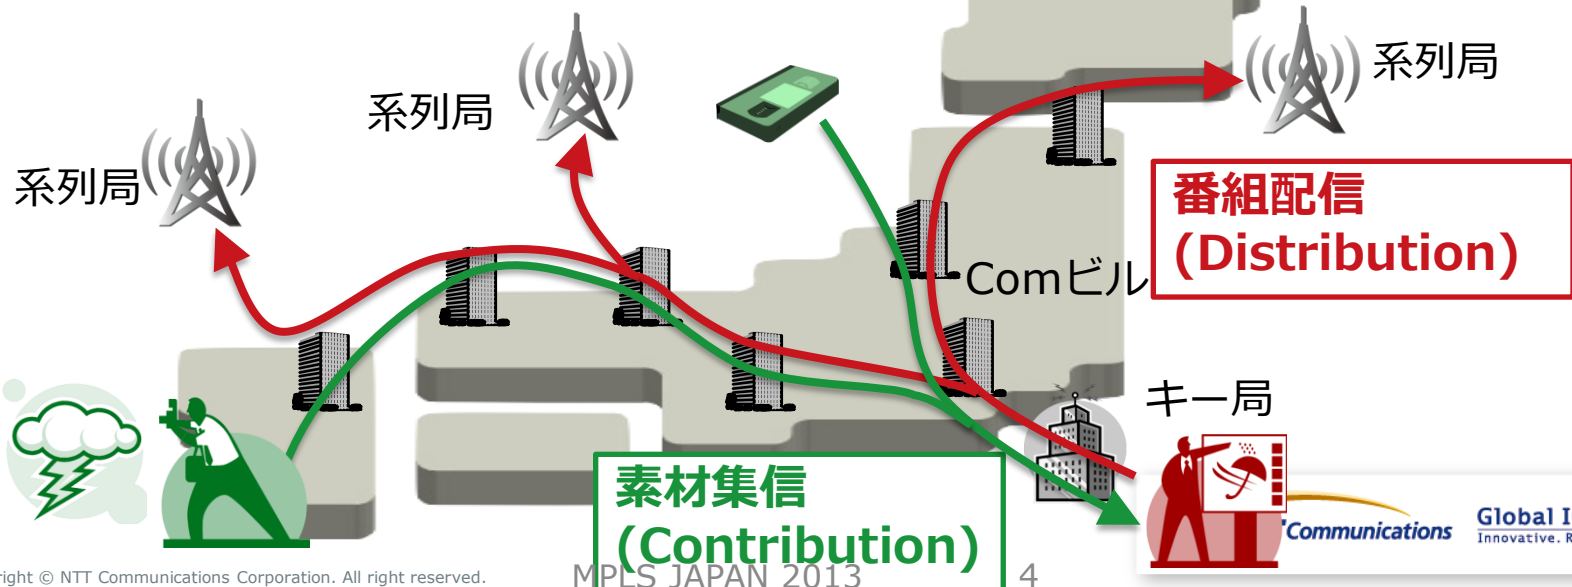 系列局
系列局
系列局
番組配信
(Distribution)
Comビル
キー局
素材集信
(Contribution)
Communications
Global I
Innovative. R
right © NTT Communications Corporation. All right reserved.
MPLS JAPAN 2013
4